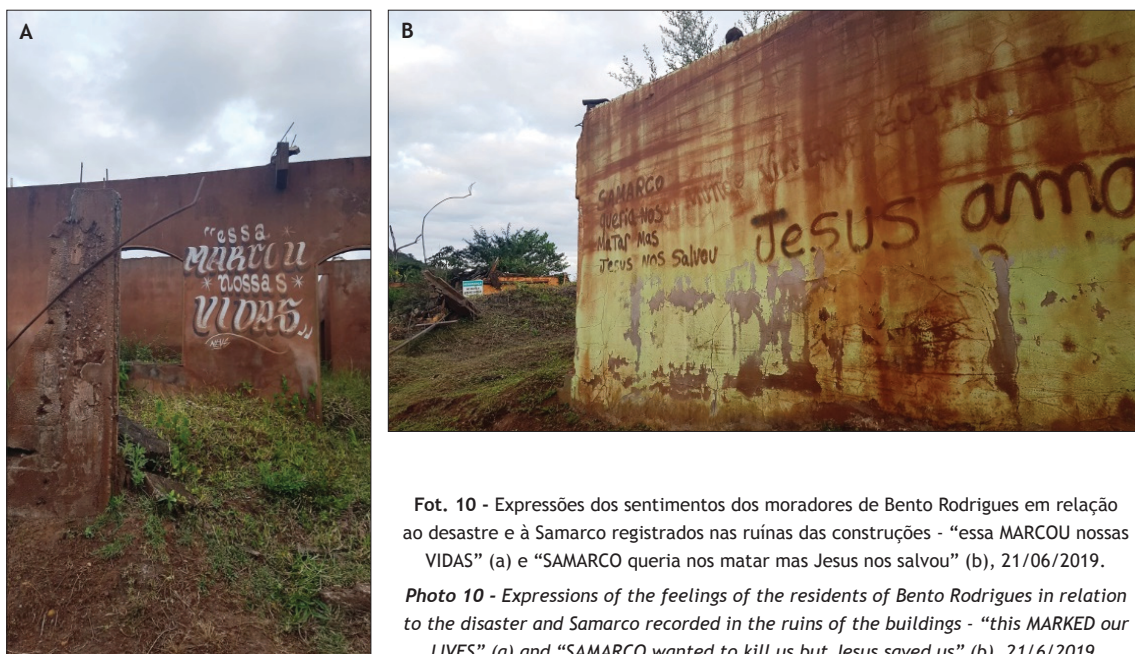 A
"essa
MARCOU
nossas
VIDAS"
B
SAMARCO
queria-nos
MATAR MAS
Jesus nos salvou
Jesus amo
Fot. 10 - Expressões dos sentimentos dos moradores de Bento Rodrigues em relação
ao desastre e à Samarco registrados nas ruínas das construções - “essa MARCOU nossas
VIDAS” (a) e “SAMARCO queria nos matar mas Jesus nos salvou” (b), 21/06/2019.
Photo 10 - Expressions of the feelings of the residents of Bento Rodrigues in relation
to the disaster and Samarco recorded in the ruins of the buildings - “this MARKED our
LIVES” (a) and “SAMARCO wanted to kill us but Jesus saved us” (b), 21/6/2019.